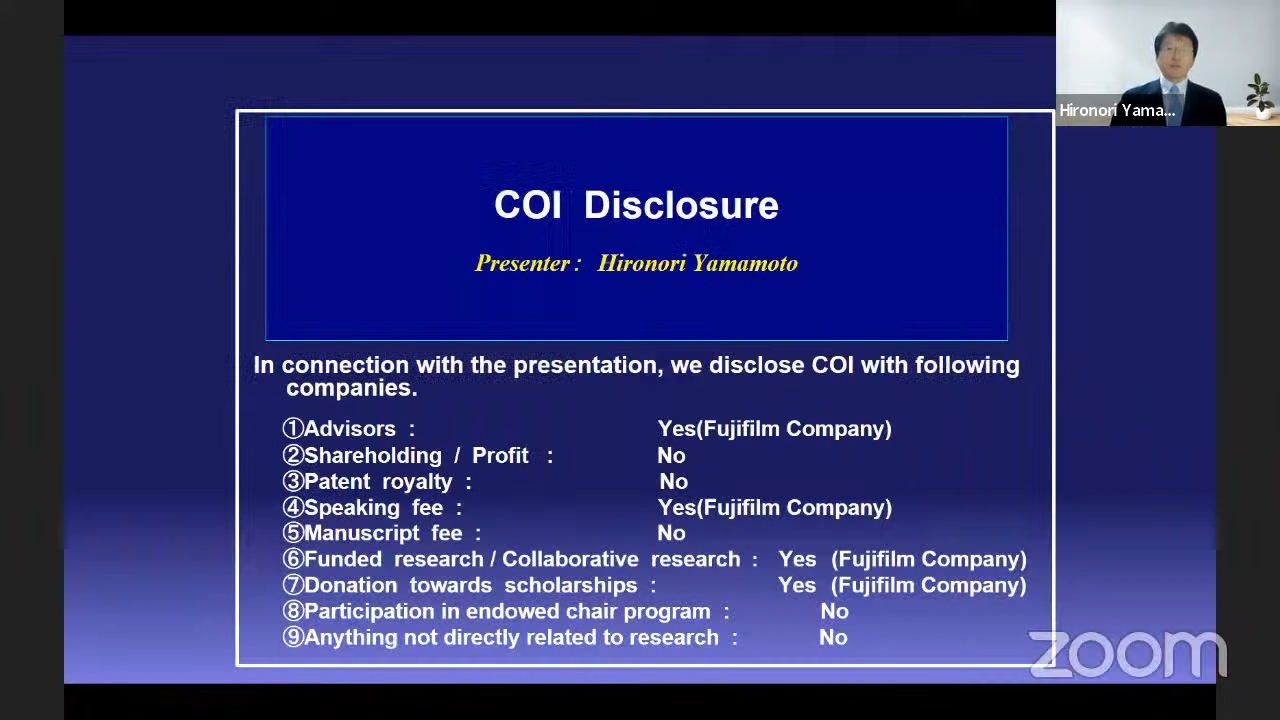 COI Disclosure
Presenter： Hironori Yamamoto
In connection with the presentation, we disclose COI with following
companies.
①Advisors : Yes(Fujifilm Company)
②Shareholding / Profit : No
③Patent royalty : No
④Speaking fee : Yes(Fujifilm Company)
⑤Manuscript fee : No
⑥Funded research / Collaborative research : Yes (Fujifilm Company)
⑦Donation towards scholarships : Yes (Fujifilm Company)
⑧Participation in endowed chair program : No
⑨Anything not directly related to research : No
Hironori Yama...
zoom